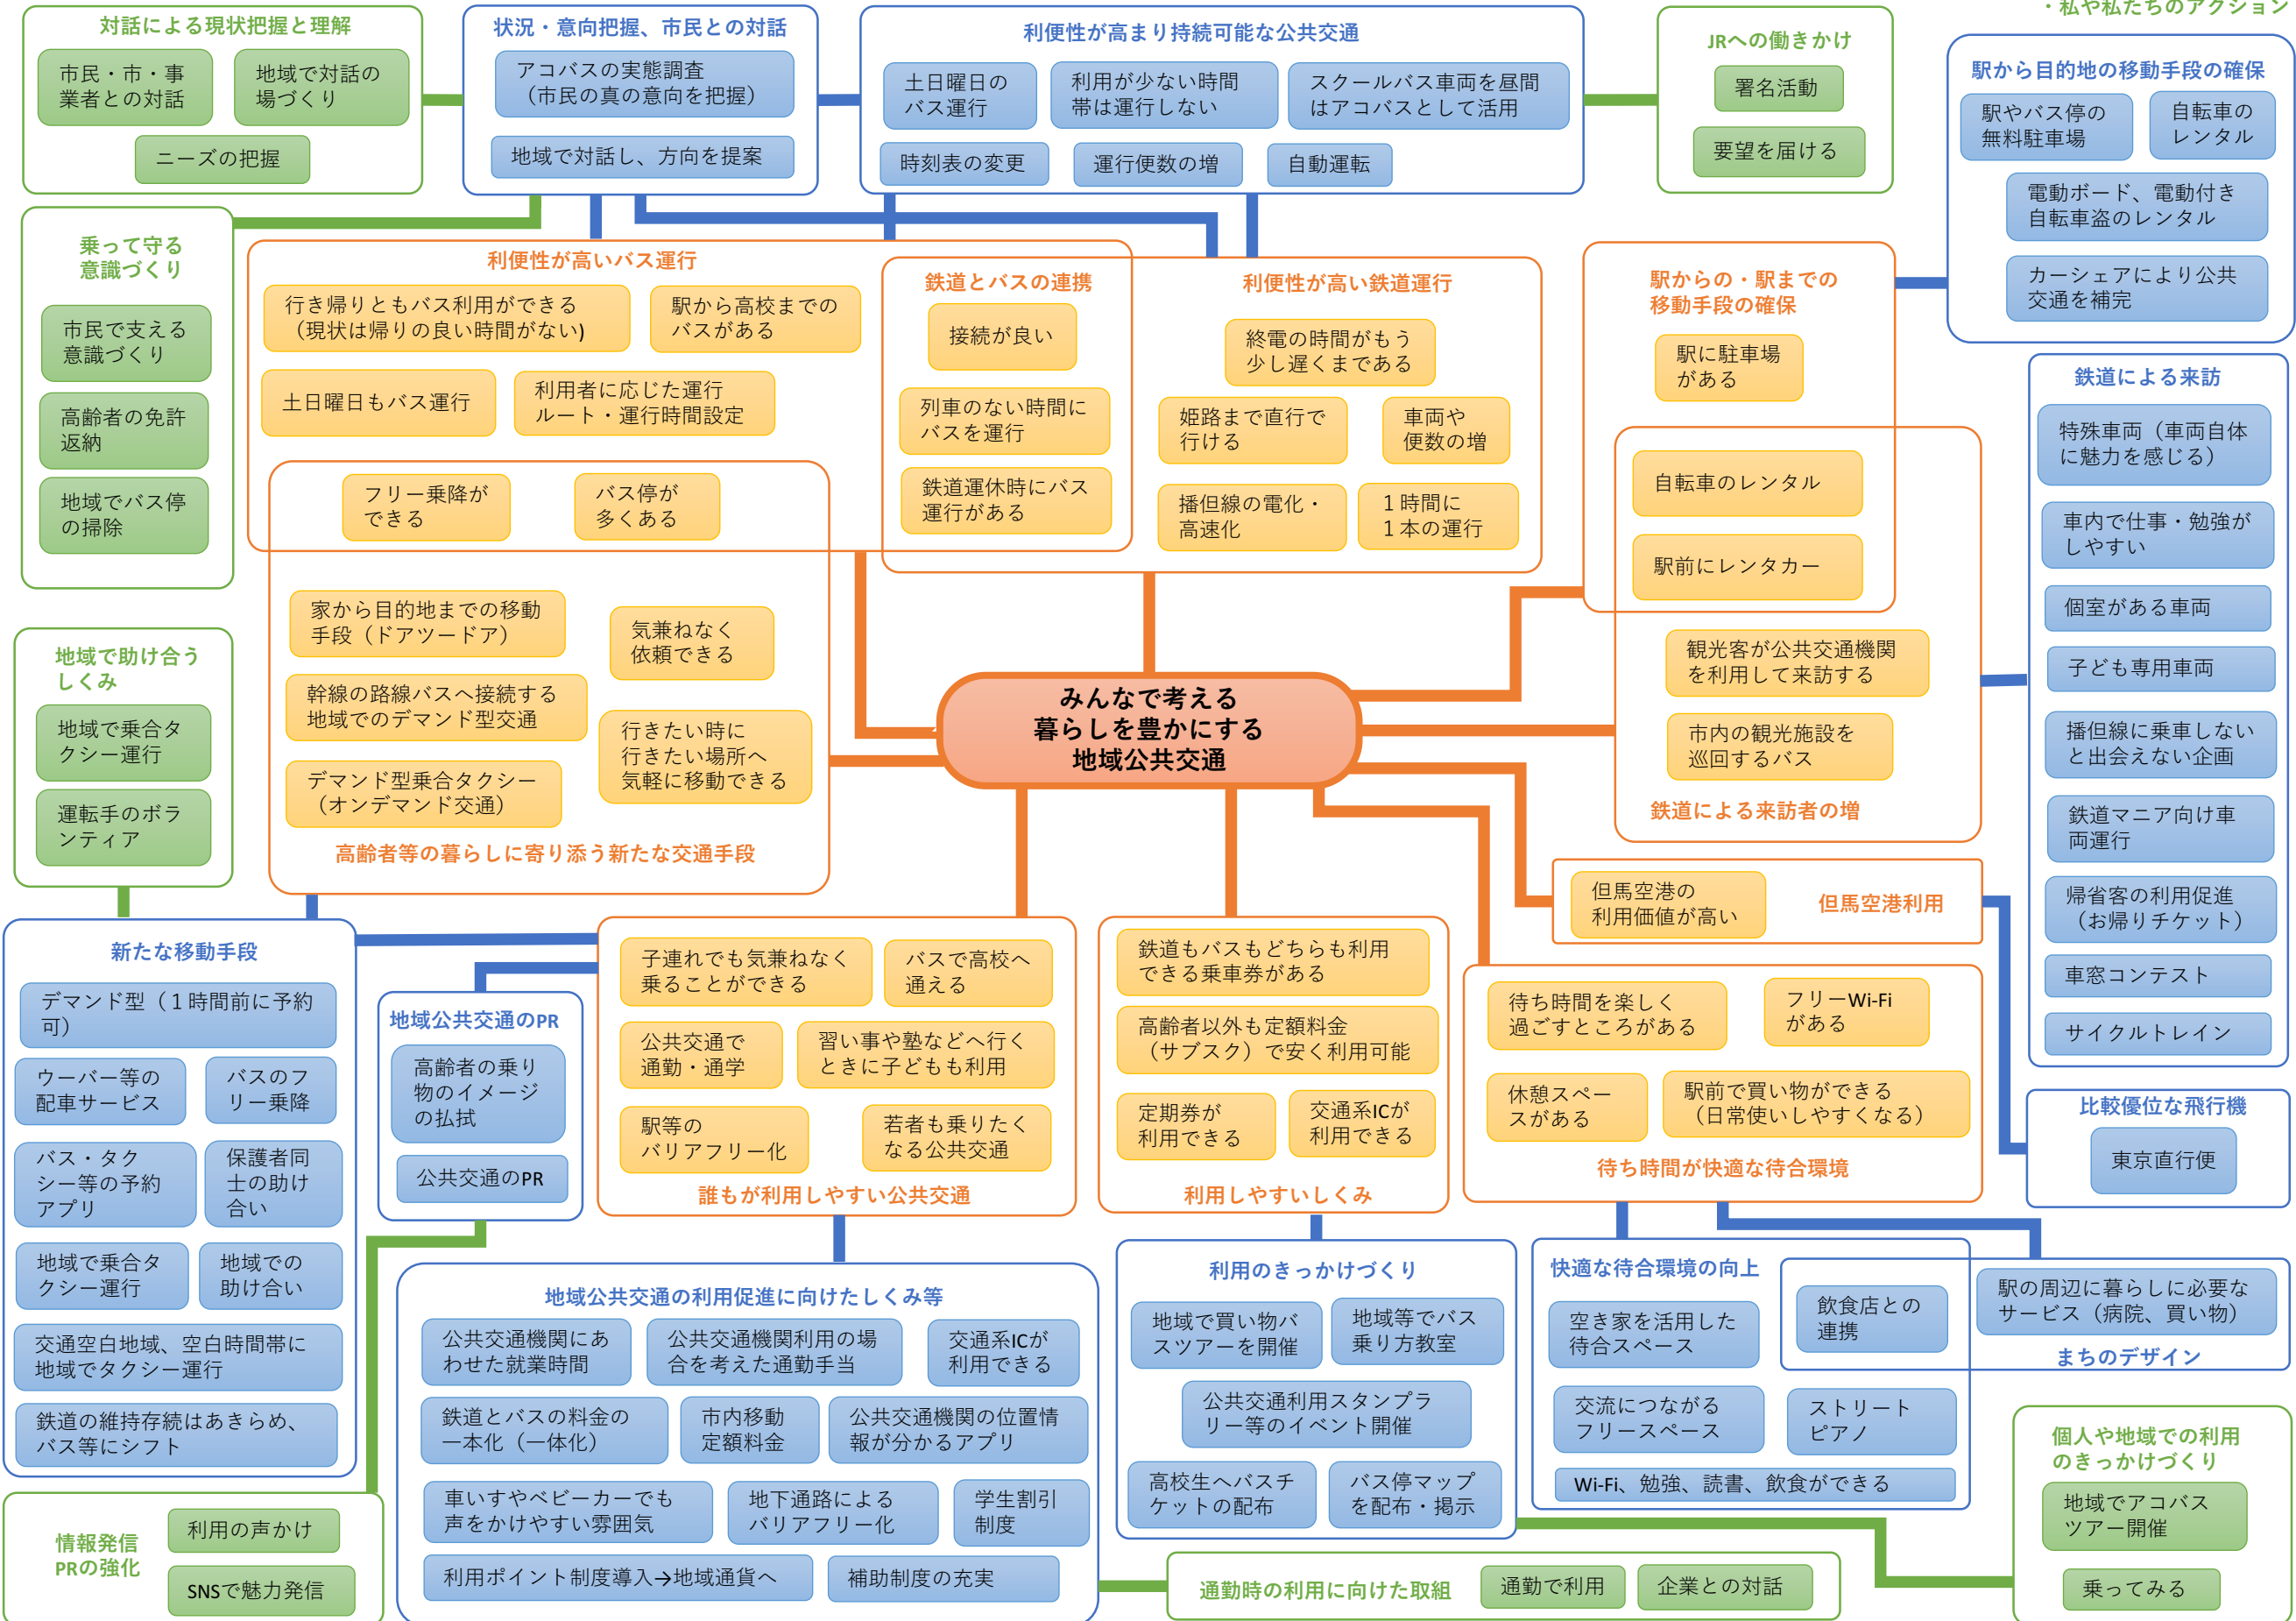 ・私や私たちのアクション
対話による現状把握と理解
市民・市・事
業者との対話
地域で対話の
場づくり
ニーズの把握
状況・意向把握、市民との対話
アコバスの実態調査
（市民の真の意向を把握）
地域で対話し、方向を提案
利便性が高まり持続可能な公共交通
土日曜日の
バス運行
利用が少ない時間
帯は運行しない
スクールバス車両を昼間
はアコバスとして活用
時刻表の変更
運行便数の増
自動運転
JRへの働きかけ
署名活動
要望を届ける
駅から目的地の移動手段の確保
駅やバス停の
無料駐車場
自転車の
レンタル
電動ボード、電動付き
自転車盗のレンタル
カーシェアにより公共
交通を補完
乗って守る
意識づくり
市民で支える
意識づくり
高齢者の免許
返納
地域でバス停
の掃除
利便性が高いバス運行
行き帰りともバス利用ができる
（現状は帰りの良い時間がない)
駅から高校までの
バスがある
土日曜日もバス運行
利用者に応じた運行
ルート・運行時間設定
フリー乗降が
できる
バス停が
多くある
鉄道とバスの連携
接続が良い
列車のない時間に
バスを運行
鉄道運休時にバス
運行がある
利便性が高い鉄道運行
終電の時間がもう
少し遅くまである
姫路まで直行で
行ける
車両や
便数の増
播但線の電化・
高速化
１時間に
１本の運行
駅からの・駅までの
移動手段の確保
駅に駐車場
がある
自転車のレンタル
駅前にレンタカー
観光客が公共交通機関
を利用して来訪する
市内の観光施設を
巡回するバス
鉄道による来訪者の増
鉄道による来訪
特殊車両（車両自体
に魅力を感じる）
車内で仕事・勉強が
しやすい
個室がある車両
子ども専用車両
播但線に乗車しない
と出会えない企画
鉄道マニア向け車
両運行
帰省客の利用促進
（お帰りチケット）
車窓コンテスト
サイクルトレイン
家から目的地までの移動
手段（ドアツードア）
気兼ねなく
依頼できる
幹線の路線バスへ接続する
地域でのデマンド型交通
行きたい時に
行きたい場所へ
気軽に移動できる
デマンド型乗合タクシー
（オンデマンド交通）
高齢者等の暮らしに寄り添う新たな交通手段
みんなで考える
暮らしを豊かにする
地域公共交通
地域で助け合う
しくみ
地域で乗合タ
クシー運行
運転手のボラ
ンティア
但馬空港の
利用価値が高い
但馬空港利用
新たな移動手段
デマンド型（１時間前に予約
可）
ウーバー等の
配車サービス
バスのフ
リー乗降
バス・タク
シー等の予約
アプリ
保護者同
士の助け
合い
地域で乗合タ
クシー運行
地域での
助け合い
交通空白地域、空白時間帯に
地域でタクシー運行
鉄道の維持存続はあきらめ、
バス等にシフト
地域公共交通のPR
高齢者の乗り
物のイメージ
の払拭
公共交通のPR
子連れでも気兼ねなく
乗ることができる
バスで高校へ
通える
公共交通で
通勤・通学
習い事や塾などへ行く
ときに子どもも利用
駅等の
バリアフリー化
若者も乗りたく
なる公共交通
誰もが利用しやすい公共交通
鉄道もバスもどちらも利用
できる乗車券がある
高齢者以外も定額料金
（サブスク）で安く利用可能
定期券が
利用できる
交通系ICが
利用できる
利用しやすいしくみ
待ち時間を楽しく
過ごすところがある
フリーWi-Fi
がある
休憩スペー
スがある
駅前で買い物ができる
（日常使いしやすくなる）
待ち時間が快適な待合環境
比較優位な飛行機
東京直行便
地域公共交通の利用促進に向けたしくみ等
公共交通機関にあ
わせた就業時間
公共交通機関利用の場
合を考えた通勤手当
交通系ICが
利用できる
鉄道とバスの料金の
一本化（一体化）
市内移動
定額料金
公共交通機関の位置情
報が分かるアプリ
車いすやベビーカーでも
声をかけやすい雰囲気
地下通路による
バリアフリー化
学生割引
制度
利用ポイント制度導入→地域通貨へ
補助制度の充実
利用のきっかけづくり
地域で買い物バ
スツアーを開催
地域等でバス
乗り方教室
公共交通利用スタンプラ
リー等のイベント開催
高校生へバスチ
ケットの配布
バス停マップ
を配布・掲示
快適な待合環境の向上
空き家を活用した
待合スペース
飲食店との
連携
駅の周辺に暮らしに必要な
サービス（病院、買い物）
まちのデザイン
交流につながる
フリースペース
ストリート
ピアノ
Wi-Fi、勉強、読書、飲食ができる
個人や地域での利用
のきっかけづくり
地域でアコバス
ツアー開催
乗ってみる
情報発信
PRの強化
利用の声かけ
SNSで魅力発信
通勤時の利用に向けた取組
通勤で利用
企業との対話